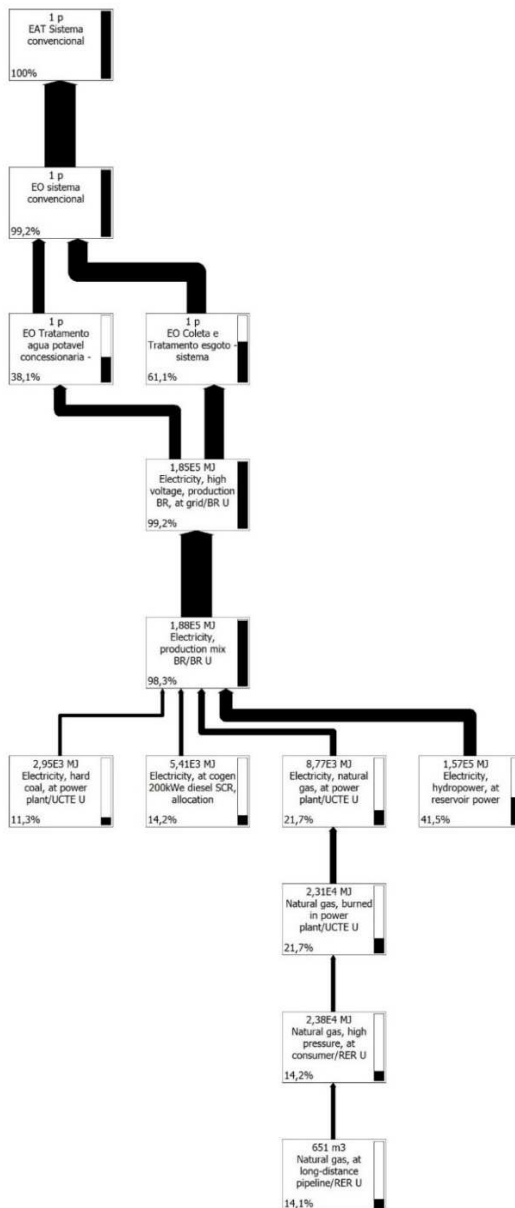 1 p
EAT Sistema
convencional
100%
1 p
EO sistema
convencional
99,2%
1 p
EO Tratamento
agua potavel
concessionaria -
38,1%
1 p
EO Coleta e
Tratamento esgoto -
sistema
61,1%
1,85E5 MJ
Electricity, high
voltage, production
BR, at grid/BR U
99,2%
1,88E5 MJ
Electricity,
production mix
BR/BR U
98,3%
2,95E3 MJ
Electricity, hard
coal, at power
plant/UCTE U
11,3%
5,41E3 MJ
Electricity, at cogen
200kWe diesel SCR,
allocation
14,2%
8,77E3 MJ
Electricity, natural
gas, at power
plant/UCTE U
21,7%
1,57E5 MJ
Electricity,
hydropower, at
reservoir power
41,5%
2,31E4 MJ
Natural gas, burned
in power
plant/UCTE U
21,7%
2,38E4 MJ
Natural gas, high
pressure, at
consumer/RER U
14,2%
651 m3
Natural gas, at
long-distance
pipeline/RER U
14,1%